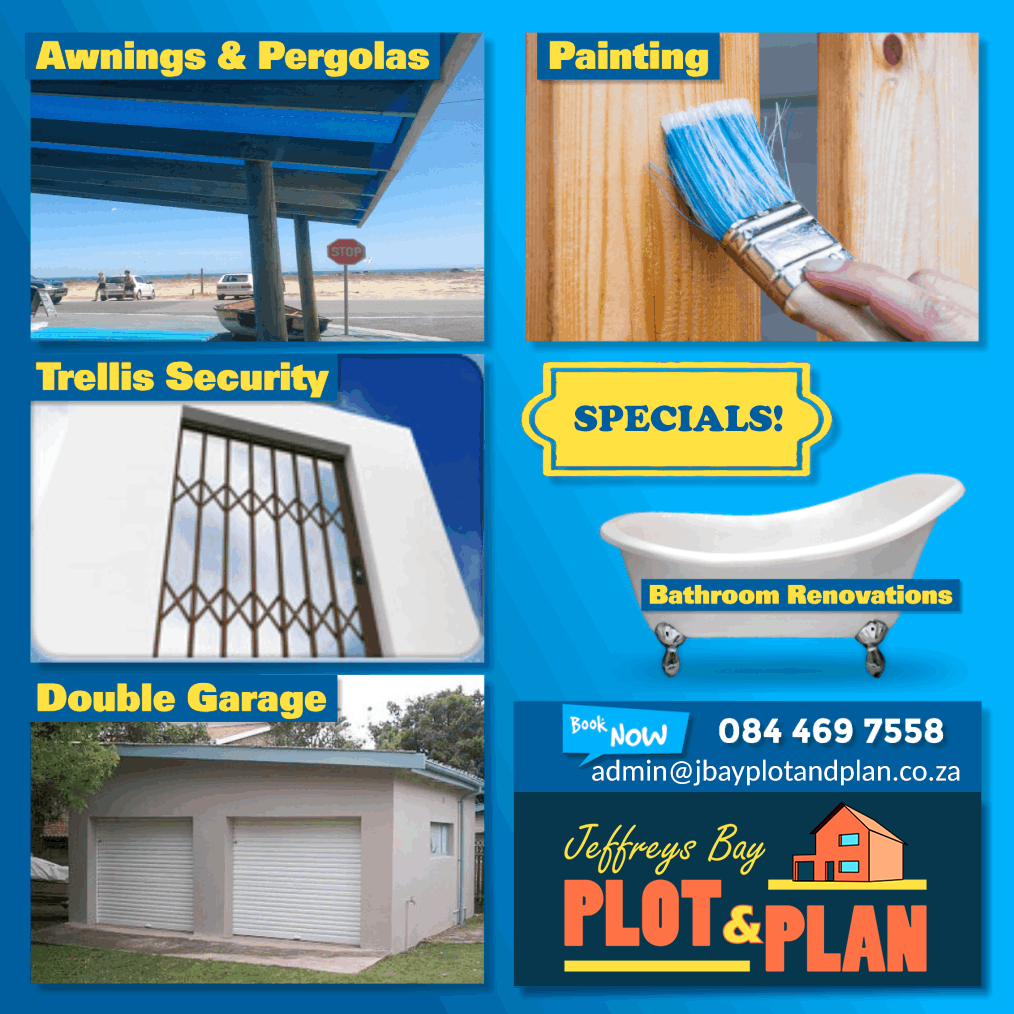 Awnings & Pergolas
Painting
STOP
Trellis Security
SPECIALS!
Bathroom Renovations
Double Garage
Book NOW
084 469 7558
admin@jbayplotandplan.co.za
Jeffreys Bay
PLOT & PLAN